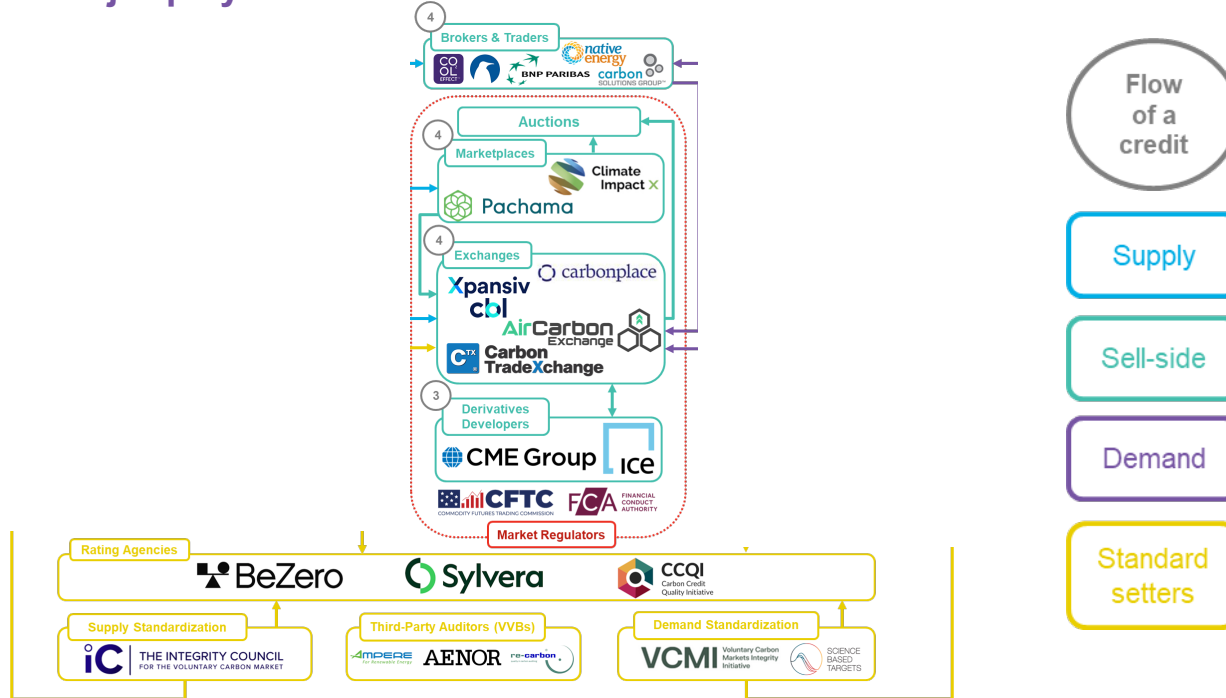 4
Brokers & Traders
COOL EFFECT
BNP PARIBAS
native energy
carbon SOLUTIONS GROUP
Auctions
4
Marketplaces
Climate Impact X
Pachama
4
Exchanges
carbonplace
Xpansiv cbl
AirCarbon Exchange
CTX
Carbon TradeXchange
3
Derivatives
Developers
CME Group
ice
CFTC
COMMODITY FUTURES TRADING COMMISSION
FCA
FINANCIAL
CONDUCT
AUTHORITY
Market Regulators
Rating Agencies
BeZero
Sylvera
CCQI
Carbon Credit
Quality Initiative
Supply Standardization
iC
THE INTEGRITY COUNCIL
FOR THE VOLUNTARY CARBON MARKET
Third-Party Auditors (VVBs)
AMPERE
For Renewable Energy
AENOR
re-carbon
Demand Standardization
VCMI
Voluntary Carbon
Markets Integrity
Initiative
SCIENCE
BASED
TARGETS
Flow
of a
credit
Supply
Sell-side
Demand
Standard
setters